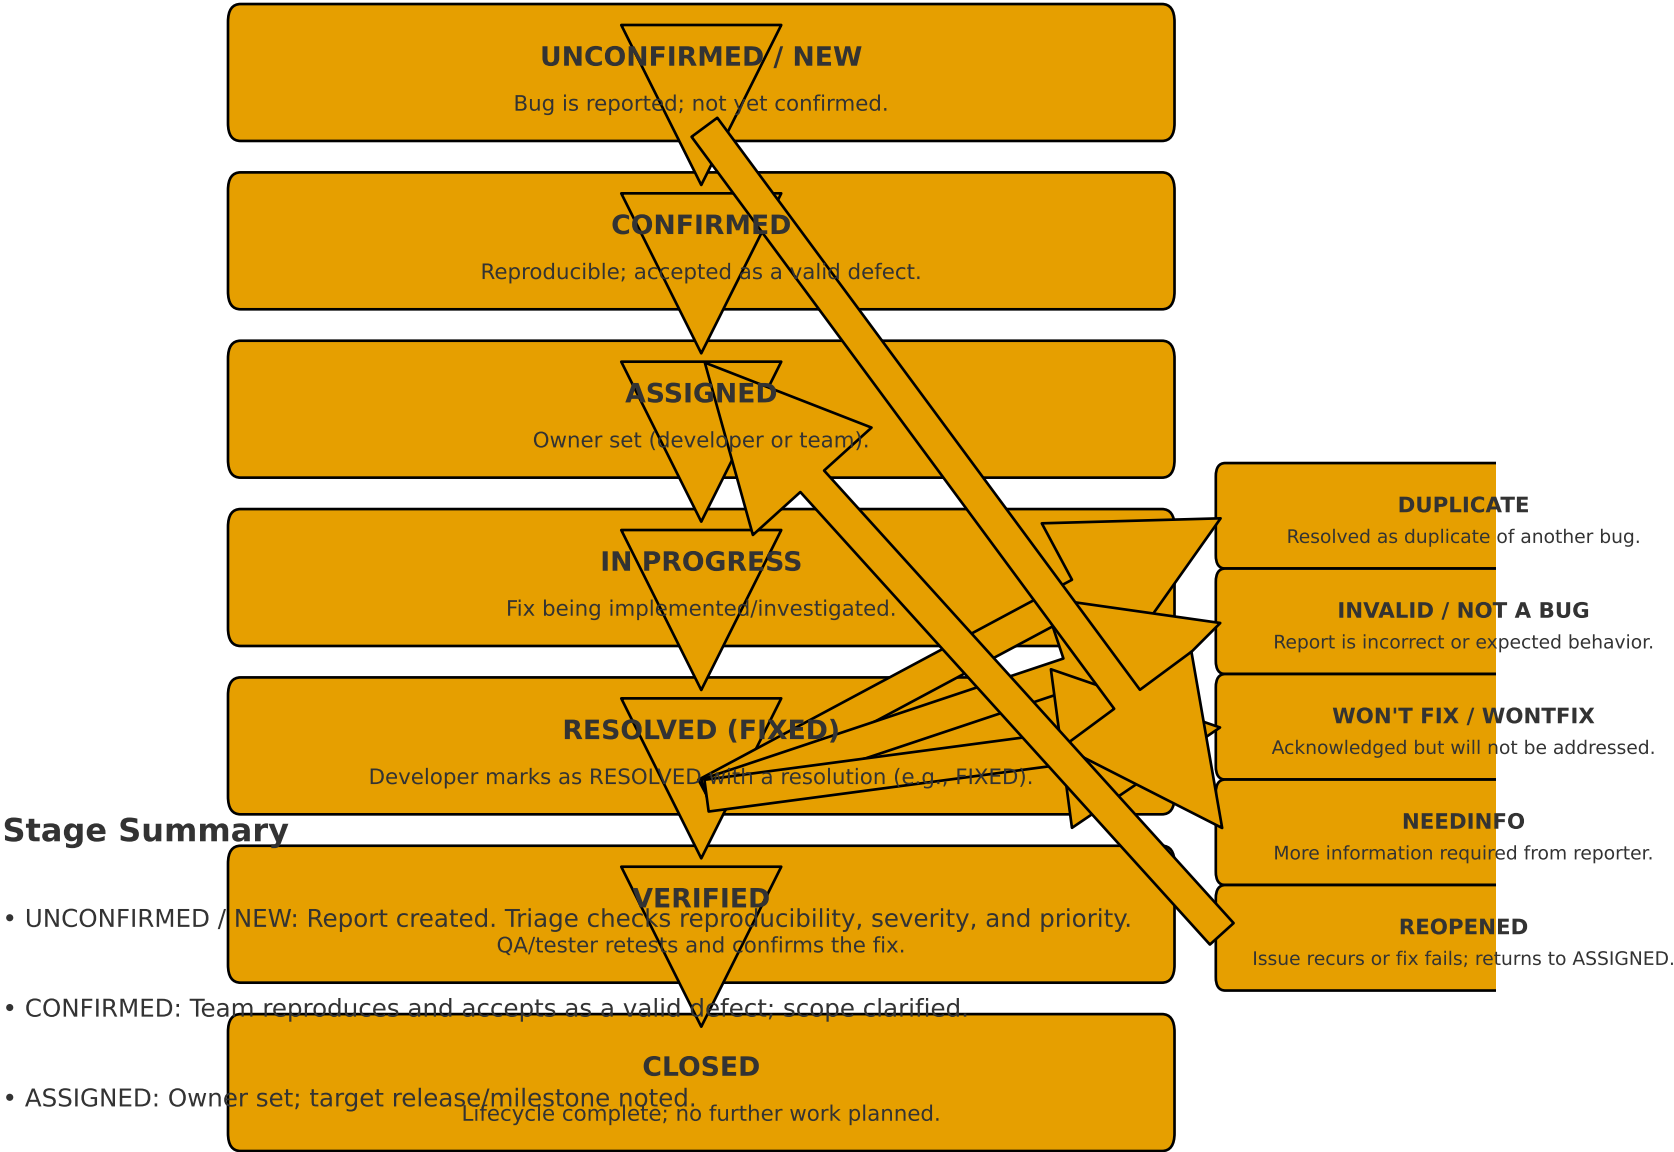 UNCONFIRMED / NEW
Bug is reported; not yet confirmed.
CONFIRMED
Reproducible; accepted as a valid defect.
ASSIGNED
Owner set (developer or team).
IN PROGRESS
Fix being implemented/investigated.
RESOLVED (FIXED)
Developer marks as RESOLVED with a resolution (e.g., FIXED).
VERIFIED
QA/tester retests and confirms the fix.
CLOSED
Lifecycle complete; no further work planned.
DUPLICATE
Resolved as duplicate of another bug.
INVALID / NOT A BUG
Report is incorrect or expected behavior.
WON'T FIX / WONTFIX
Acknowledged but will not be addressed.
NEEDINFO
More information required from reporter.
REOPENED
Issue recurs or fix fails; returns to ASSIGNED.
Stage Summary
• UNCONFIRMED / NEW: Report created. Triage checks reproducibility, severity, and priority.
• CONFIRMED: Team reproduces and accepts as a valid defect; scope clarified.
• ASSIGNED: Owner set; target release/milestone noted.